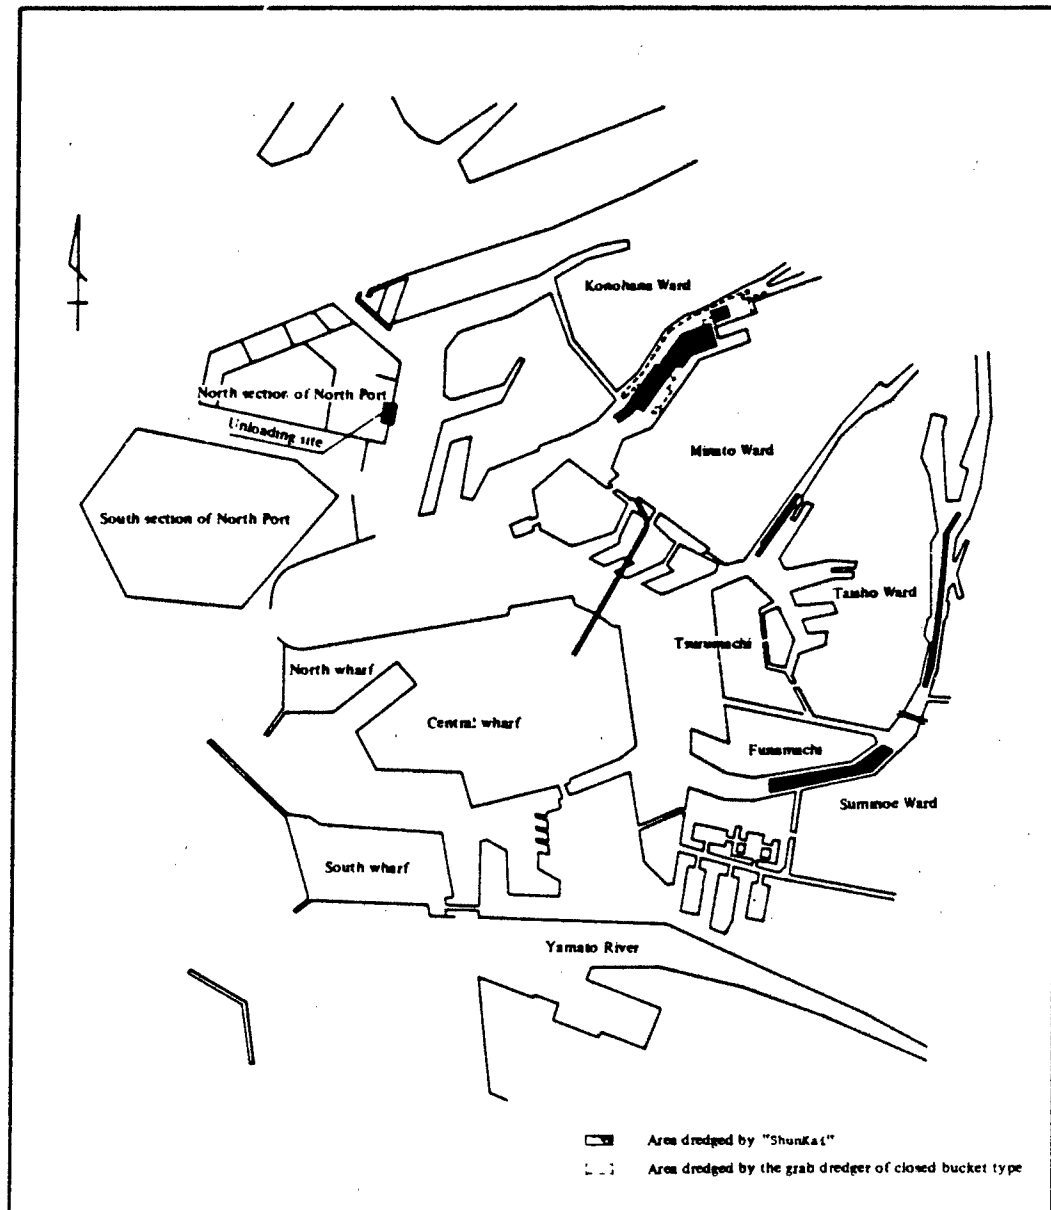 Konohana Ward
North section of North Port
Unloading site
Minato Ward
South section of North Port
Taisho Ward
Tsurumachi
North wharf
Central wharf
Funamachi
Suminoe Ward
South wharf
Yamato River
Area dredged by "ShunKai"
Area dredged by the grab dredger of closed bucket type